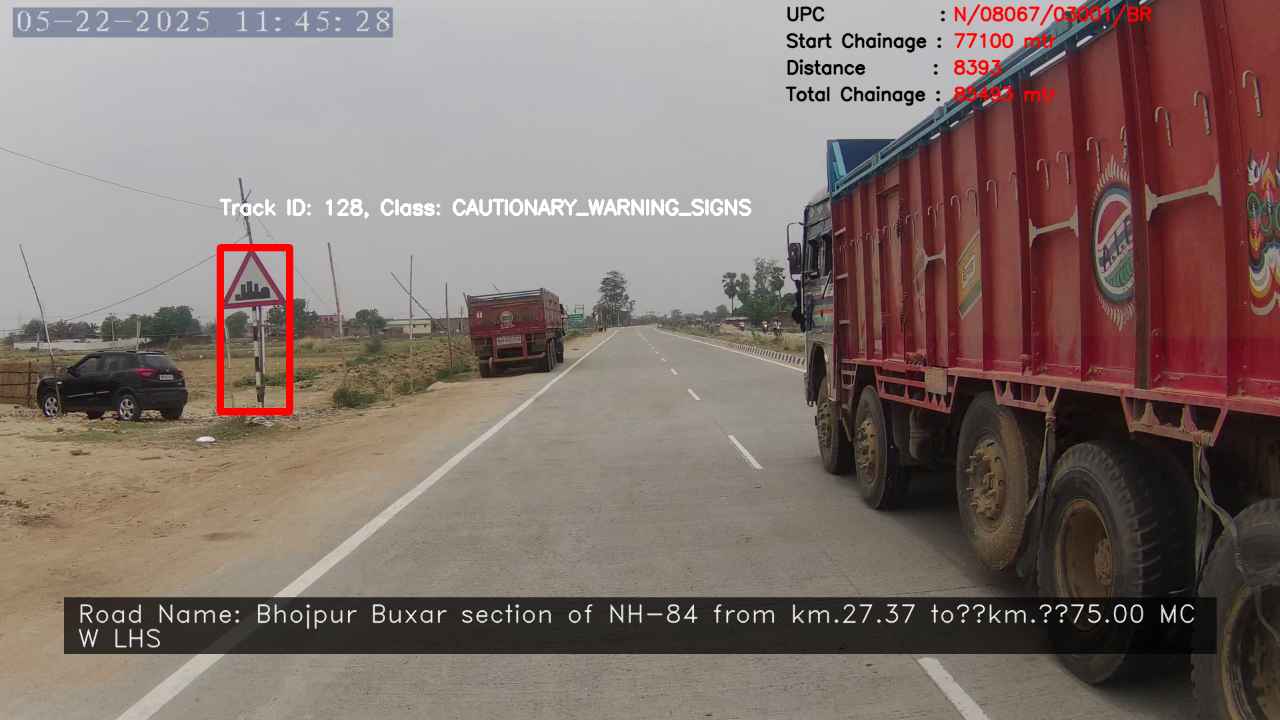 05-22-2025 11:45:28
UPC : N/08067/03001/BR
Start Chainage : 77100 mtr
Distance : 8393
Total Chainage : 85493 mtr
Track ID: 128, Class: CAUTIONARY_WARNING_SIGNS
Road Name: Bhojpur Buxar section of NH-84 from km.27.37 to??km.??75.00 MC
W LHS